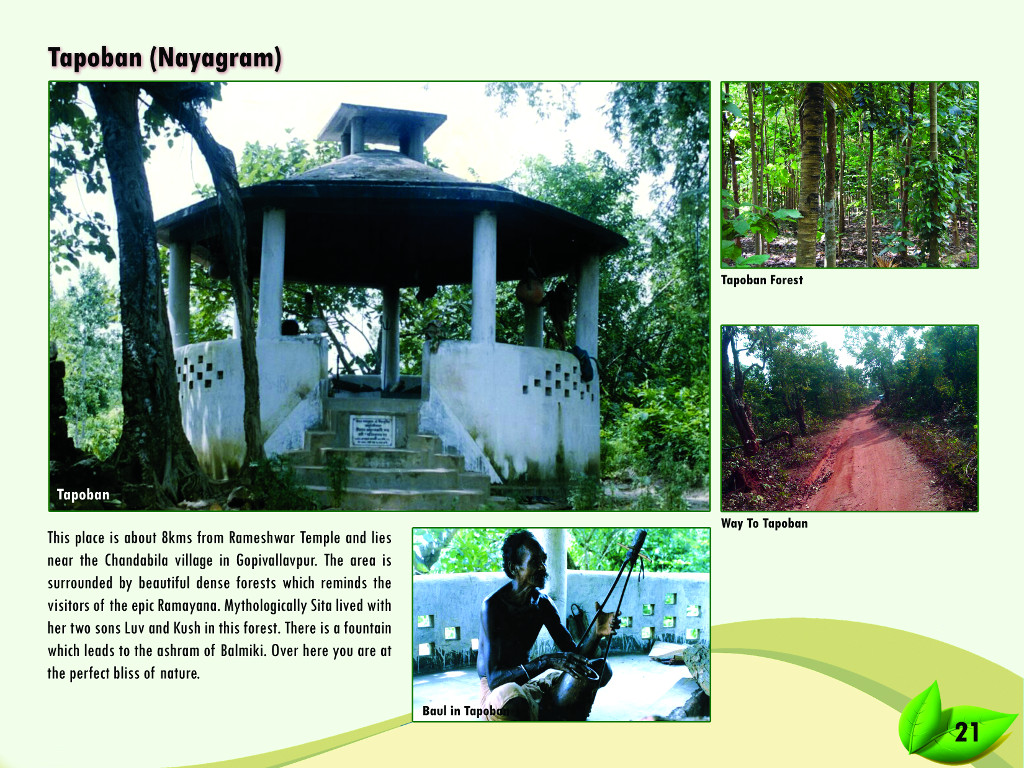 Tapoban (Nayagram)
Tapoban
Tapoban Forest
Way To Tapoban
This place is about 8kms from Rameshwar Temple and lies
near the Chandabila village in Gopivallavpur. The area is
surrounded by beautiful dense forests which reminds the
visitors of the epic Ramayana. Mythologically Sita lived with
her two sons Luv and Kush in this forest. There is a fountain
which leads to the ashram of Balmiki. Over here you are at
the perfect bliss of nature.
Baul in Tapoban
21